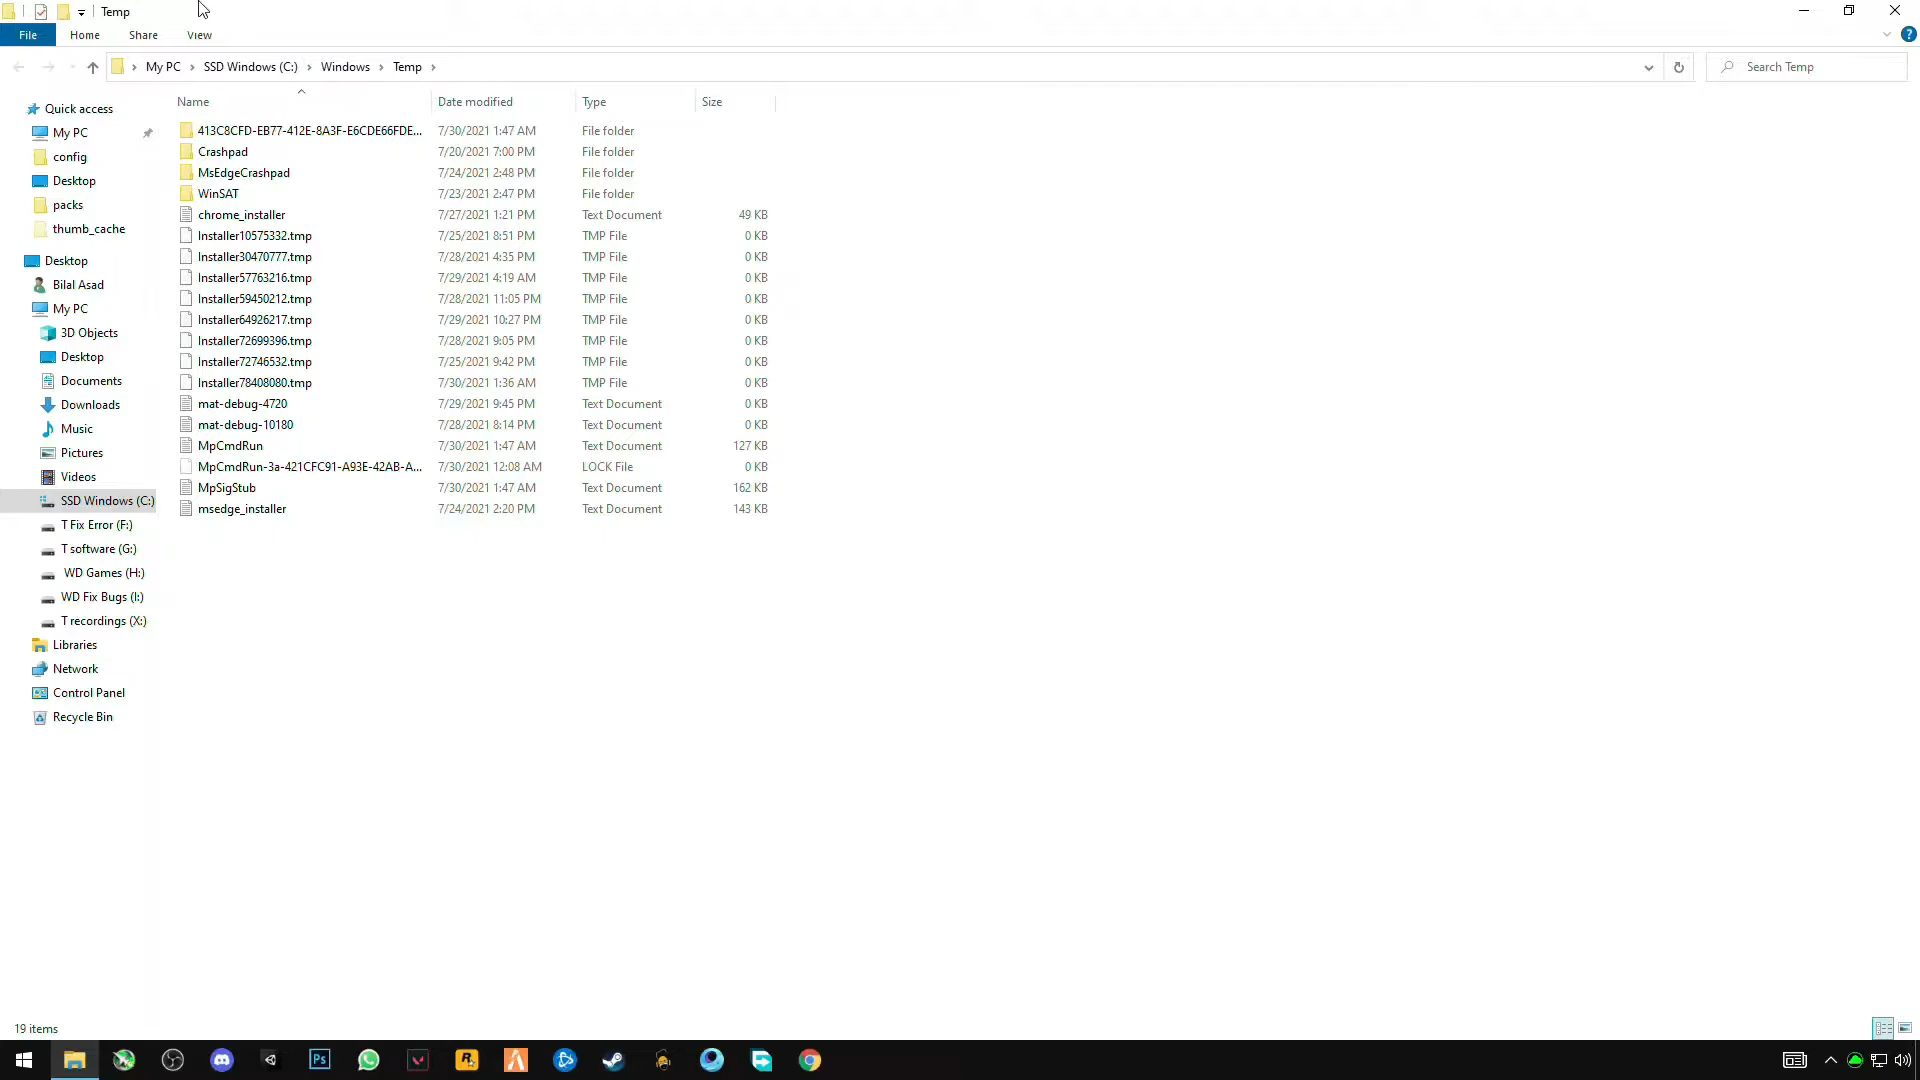 Temp
File Home Share View
My PC SSD Windows (C:) Windows Temp
Search Temp
Name Date modified Type Size
Quick access
My PC
config
Desktop
packs
thumb_cache
Desktop
Bilal Asad
My PC
3D Objects
Desktop
Documents
Downloads
Music
Pictures
Videos
SSD Windows (C:)
T Fix Error (F:)
T software (G:)
WD Games (H:)
WD Fix Bugs (I:)
T recordings (X:)
Libraries
Network
Control Panel
Recycle Bin
413C8CFD-EB77-412E-8A3F-E6CDE66FDE... 7/30/2021 1:47 AM File folder
Crashpad 7/20/2021 7:00 PM File folder
MsEdgeCrashpad 7/24/2021 2:48 PM File folder
WinSAT 7/23/2021 2:47 PM File folder
chrome_installer 7/27/2021 1:21 PM Text Document 49 KB
Installer10575332.tmp 7/25/2021 8:51 PM TMP File 0 KB
Installer30470777.tmp 7/28/2021 4:35 PM TMP File 0 KB
Installer57763216.tmp 7/29/2021 4:19 AM TMP File 0 KB
Installer59450212.tmp 7/28/2021 11:05 PM TMP File 0 KB
Installer64926217.tmp 7/29/2021 10:27 PM TMP File 0 KB
Installer72699396.tmp 7/28/2021 9:05 PM TMP File 0 KB
Installer72746532.tmp 7/25/2021 9:42 PM TMP File 0 KB
Installer78408080.tmp 7/30/2021 1:36 AM TMP File 0 KB
mat-debug-4720 7/29/2021 9:45 PM Text Document 0 KB
mat-debug-10180 7/28/2021 8:14 PM Text Document 0 KB
MpCmdRun 7/30/2021 1:47 AM Text Document 127 KB
MpCmdRun-3a-421CFC91-A93E-42AB-A... 7/30/2021 12:08 AM LOCK File 0 KB
MpSigStub 7/30/2021 1:47 AM Text Document 162 KB
msedge_installer 7/24/2021 2:20 PM Text Document 143 KB
19 items
Ps